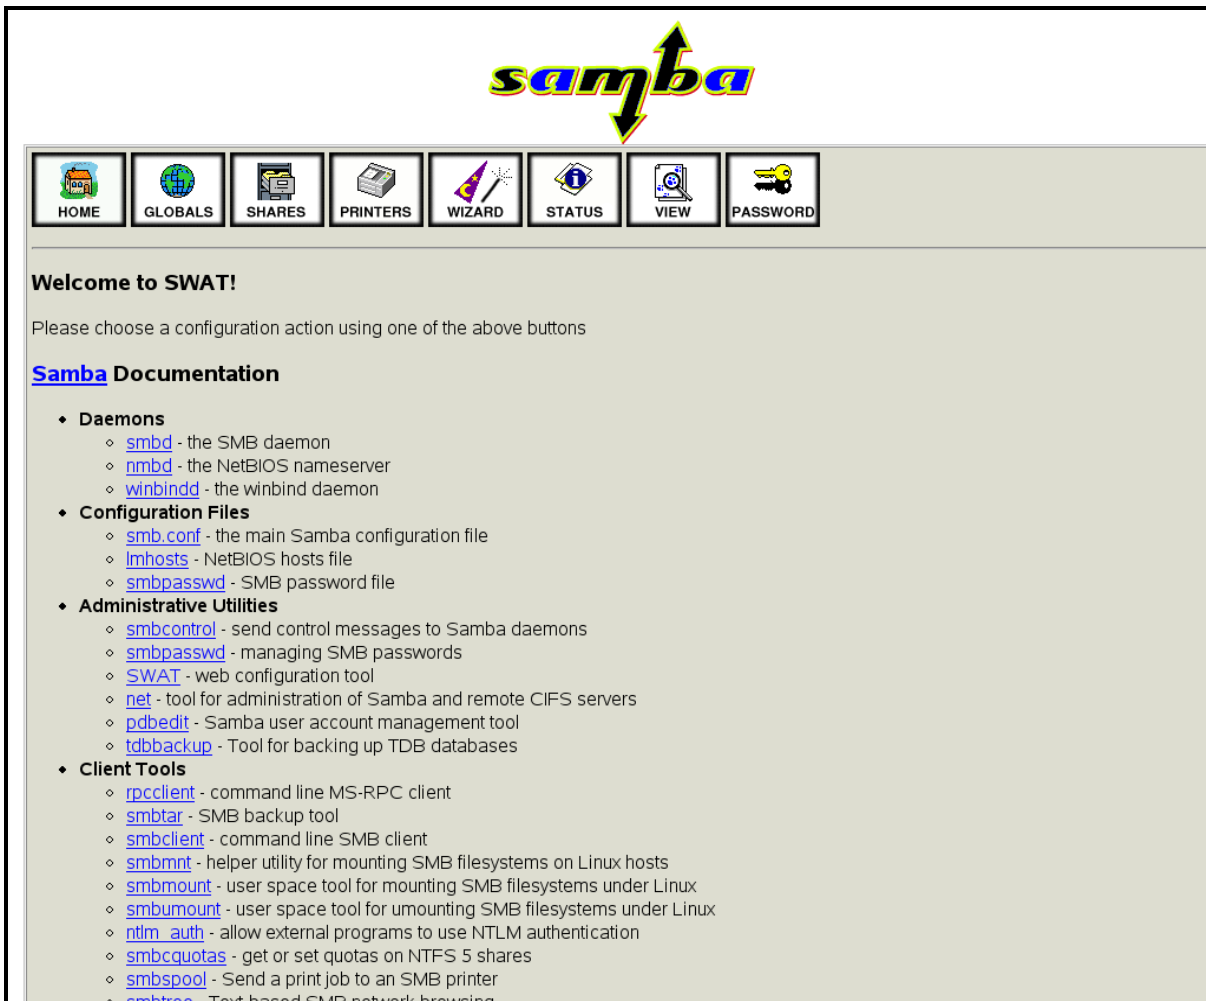 samba
HOME GLOBALS SHARES PRINTERS WIZARD STATUS VIEW PASSWORD
Welcome to SWAT!
Please choose a configuration action using one of the above buttons
Samba Documentation
Daemons
smbd - the SMB daemon
nmbd - the NetBIOS nameserver
winbindd - the winbind daemon
Configuration Files
smb.conf - the main Samba configuration file
lmhosts - NetBIOS hosts file
smbpasswd - SMB password file
Administrative Utilities
smbcontrol - send control messages to Samba daemons
smbpasswd - managing SMB passwords
SWAT - web configuration tool
net - tool for administration of Samba and remote CIFS servers
pdbedit - Samba user account management tool
tdbbackup - Tool for backing up TDB databases
Client Tools
rpcclient - command line MS-RPC client
smbtar - SMB backup tool
smbclient - command line SMB client
smbmnt - helper utility for mounting SMB filesystems on Linux hosts
smbmount - user space tool for mounting SMB filesystems under Linux
smbumount - user space tool for umounting SMB filesystems under Linux
ntlm_auth - allow external programs to use NTLM authentication
smbcquotas - get or set quotas on NTFS 5 shares
smbspool - Send a print job to an SMB printer
smbtree - Text-based SMB network browsing